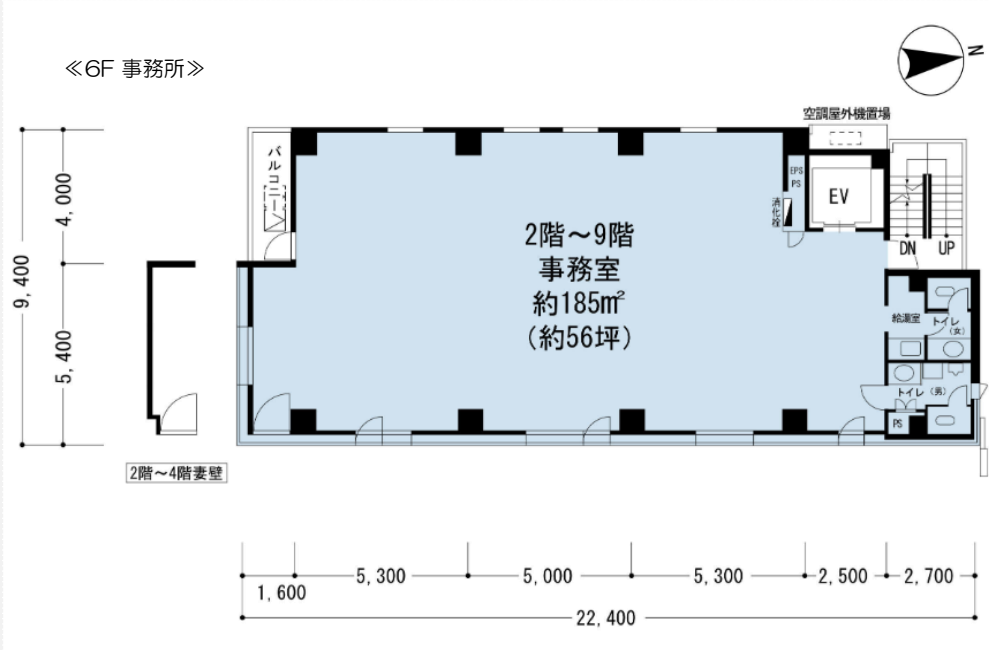 ≪6F 事務所≫
N
空調屋外機置場
バルコニー
EPS
PS
消化栓
EV
DN
UP
4,000
9,400
5,400
2階～9階
事務室
約185㎡
(約56坪)
給湯室
トイレ
(女)
トイレ(男)
PS
2階～4階妻壁
5,300
5,000
5,300
2,500
2,700
1,600
22,400